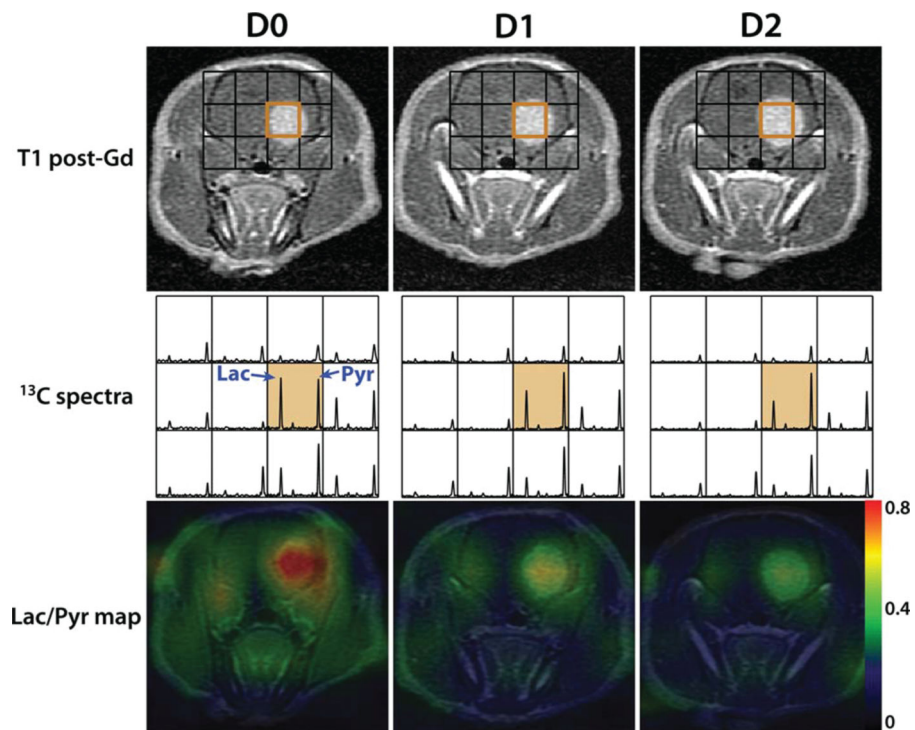 D0
D1
D2
T1 post-Gd
¹³C spectra
Lac
Pyr
Lac/Pyr map
0.8
0.4
0